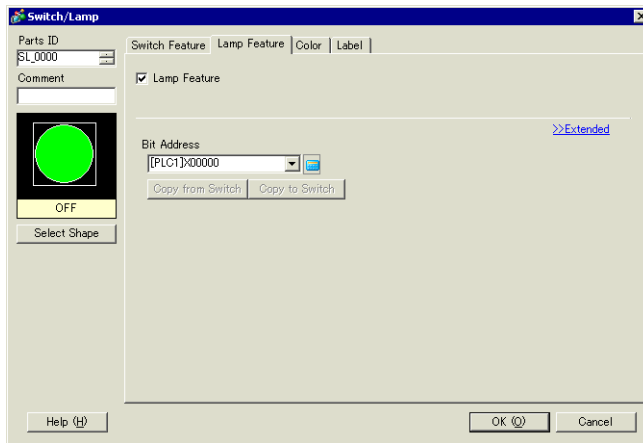 Switch/Lamp
Parts ID
SL_0000
Comment
OFF
Select Shape
Switch Feature Lamp Feature Color Label
Lamp Feature
>>Extended
Bit Address
[PLC1]X00000
Copy from Switch Copy to Switch
Help (H) OK (O) Cancel